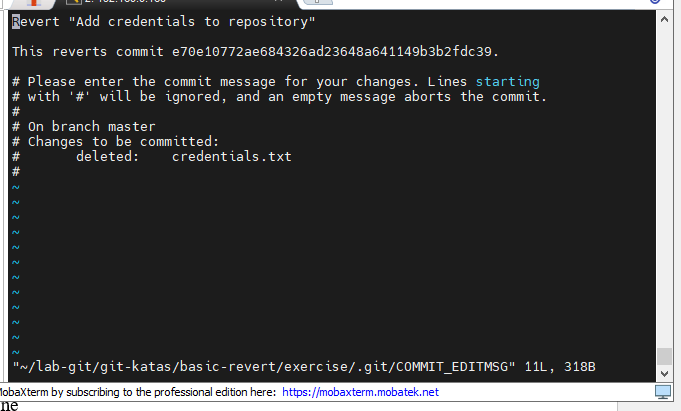 Revert "Add credentials to repository"
This reverts commit e70e10772ae684326ad23648a641149b3b2fdc39.
# Please enter the commit message for your changes. Lines starting
# with '#' will be ignored, and an empty message aborts the commit.
#
# On branch master
# Changes to be committed:
#       deleted:    credentials.txt
#
~
~
~
~
~
~
~
~
~
~
~
~
"~/lab-git/git-katas/basic-revert/exercise/.git/COMMIT_EDITMSG" 11L, 318B
MobaXterm by subscribing to the professional edition here: https://mobaxterm.mobatek.net